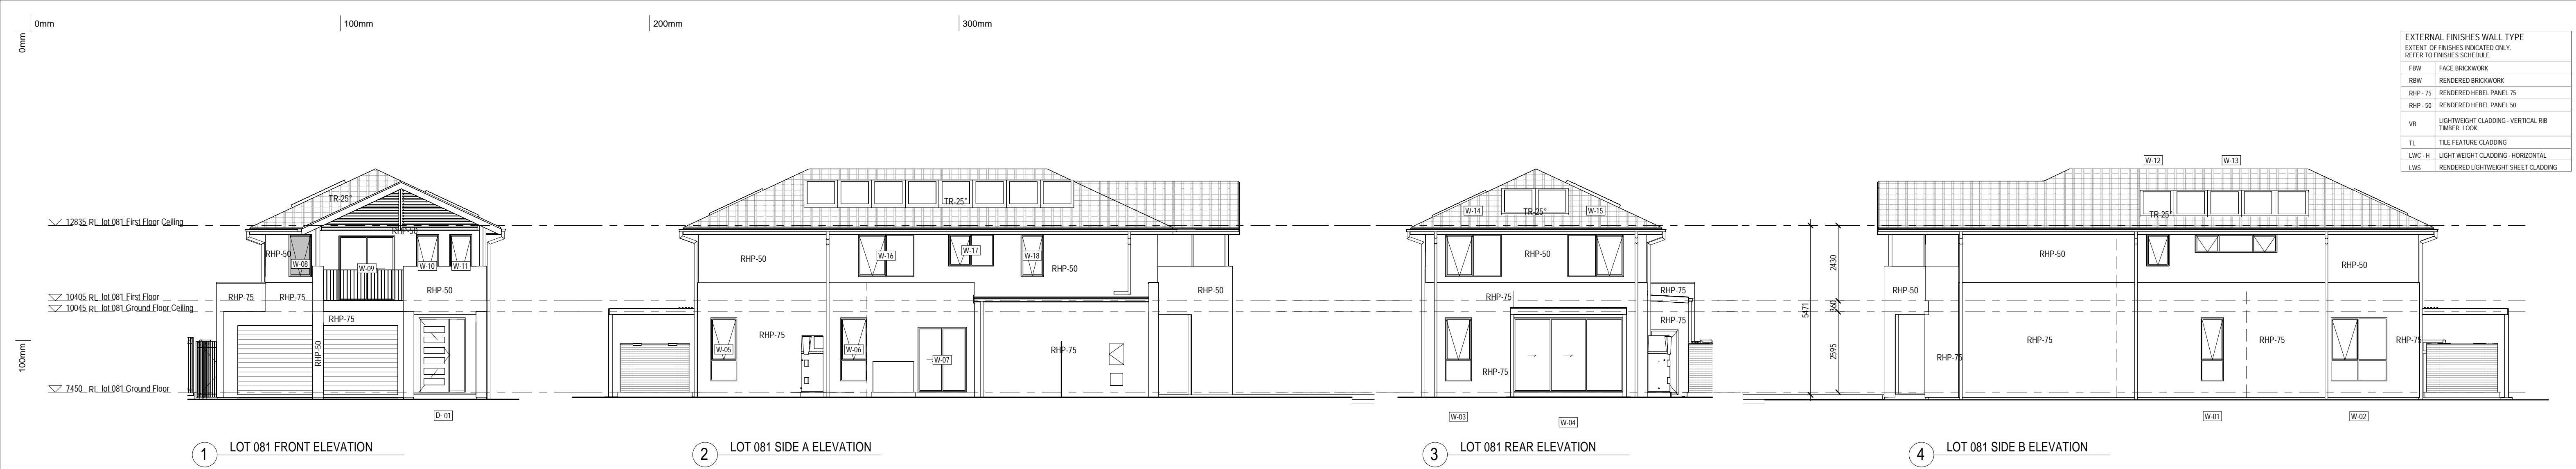 0mm
100mm
200mm
300mm
0mm
100mm
EXTERNAL FINISHES WALL TYPE
EXTENT OF FINISHES INDICATED ONLY.
REFER TO FINISHES SCHEDULE
FBW FACE BRICKWORK
RBW RENDERED BRICKWORK
RHP - 75 RENDERED HEBEL PANEL 75
RHP - 50 RENDERED HEBEL PANEL 50
VB LIGHTWEIGHT CLADDING - VERTICAL RIB
TIMBER LOOK
TL TILE FEATURE CLADDING
LWC - H LIGHT WEIGHT CLADDING - HORIZONTAL
LWS RENDERED LIGHTWEIGHT SHEET CLADDING
12835 RL lot 081 First Floor Ceiling
10405 RL lot 081 First Floor
10045 RL lot 081 Ground Floor Ceiling
7450 RL lot 081 Ground Floor
TR-25°
RHP-50
RHP-50
W-08
W-09
W-10
W-11
RHP-75
RHP-75
RHP-50
RHP-75
RHP-50
D- 01
1 LOT 081 FRONT ELEVATION
TR-25°
RHP-50
W-16
W-17
W-18
RHP-50
RHP-50
RHP-75
W-05
W-06
W-07
RHP-75
2 LOT 081 SIDE A ELEVATION
W-14
TR-25°
W-15
RHP-50
RHP-75
RHP-75
RHP-75
RHP-75
W-03
W-04
3 LOT 081 REAR ELEVATION
5471
2430
360
2595
W-12
W-13
TR-25°
RHP-50
RHP-50
RHP-50
RHP-75
RHP-75
RHP-75
RHP-75
W-01
W-02
4 LOT 081 SIDE B ELEVATION